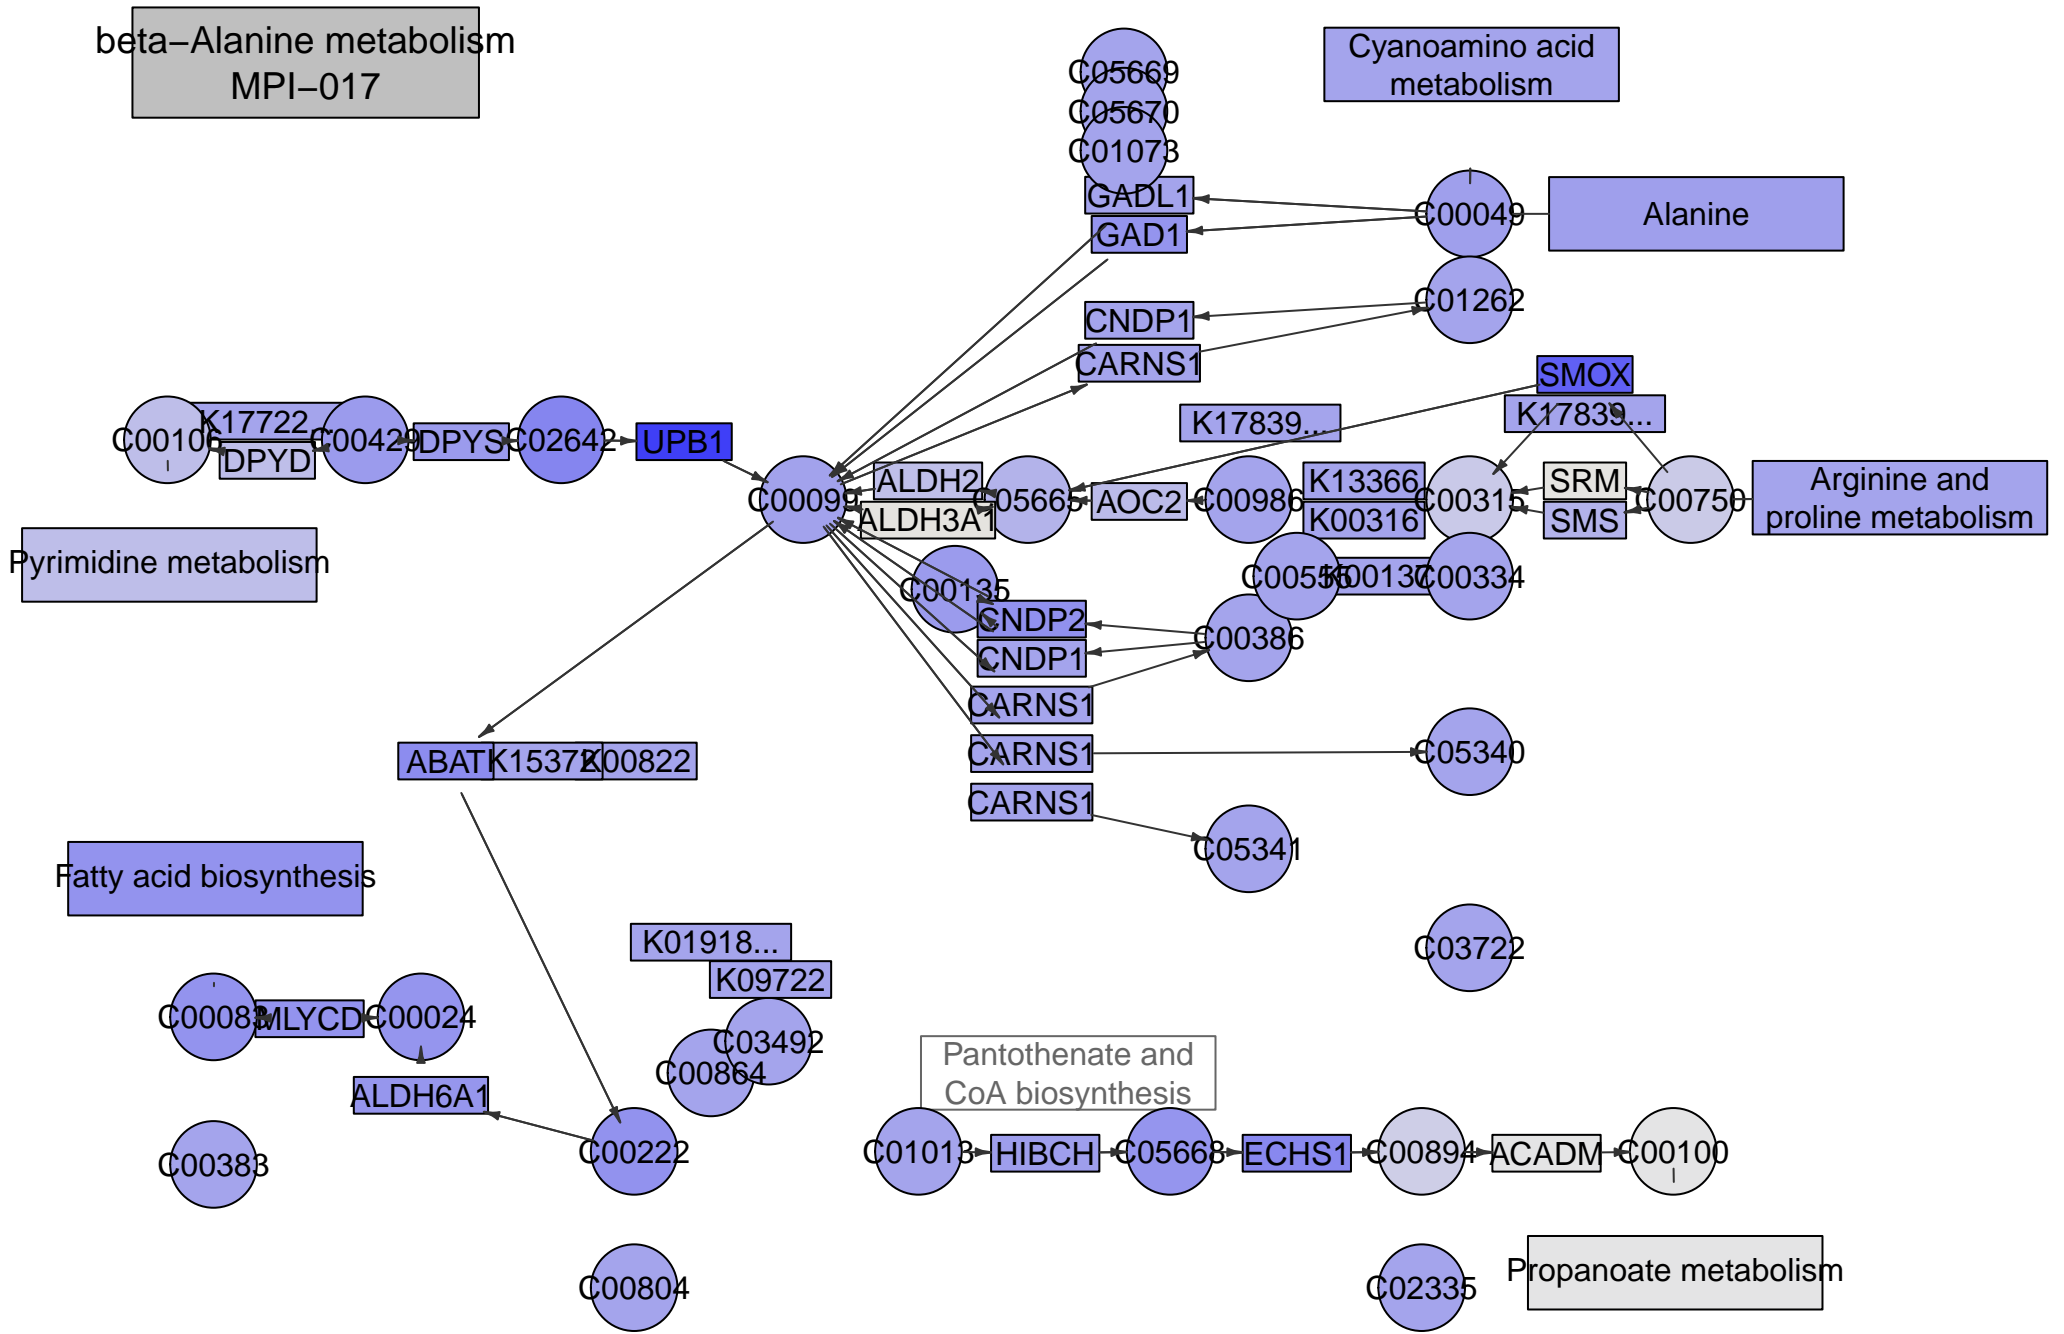 beta−Alanine metabolism
MPI−017
Cyanoamino acid
metabolism
C05669
C05670
C01073
GADL1
GAD1
C00049
Alanine
C01262
CNDP1
CARNS1
SMOX
K17839...
K17839...
C00106
K17722...
DPYD
C00429
DPYS
C02642
UPB1
C00099
ALDH2
ALDH3A1
C05665
AOC2
C00986
K13366
K00316
C00315
SRM
SMS
C00750
Arginine and
proline metabolism
Pyrimidine metabolism
C00135
C00555
K00137
C00334
CNDP2
CNDP1
C00386
CARNS1
CARNS1
CARNS1
C05340
C05341
ABAT
K15372
K00822
Fatty acid biosynthesis
K01918...
K09722
C03722
C00083
MLYCD
C00024
C03492
C00864
ALDH6A1
Pantothenate and
CoA biosynthesis
C00383
C00222
C01013
HIBCH
C05668
ECHS1
C00894
ACADM
C00100
C00804
C02335
Propanoate metabolism